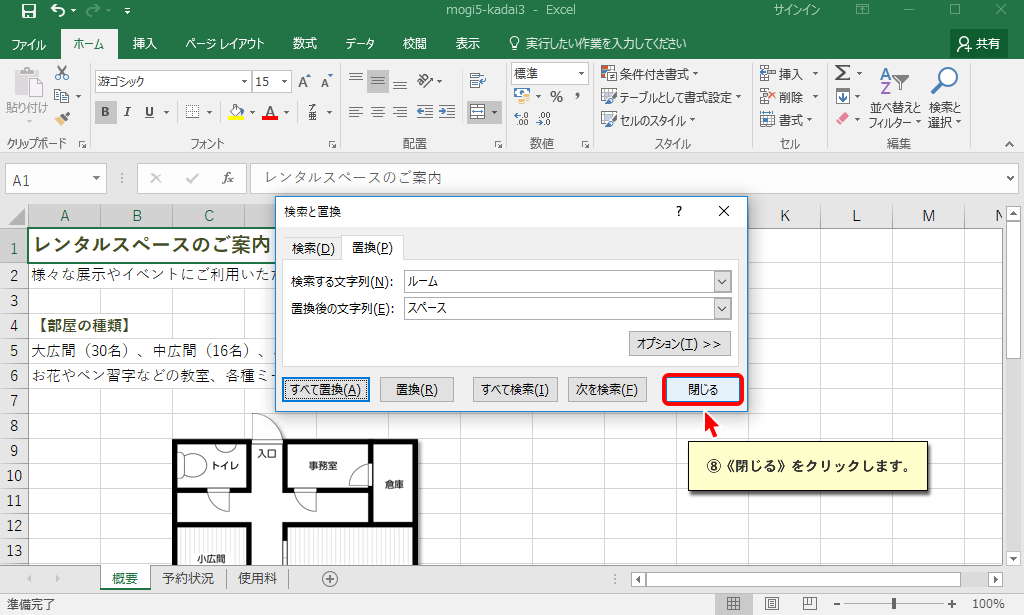 mogi5-kadai3 - Excel
サインイン
ファイル ホーム 挿入 ページ レイアウト 数式 データ 校閲 表示 実行したい作業を入力してください 共有
貼り付け
游ゴシック 15 A A
B I U A
標準
% ,
条件付き書式
テーブルとして書式設定
セルのスタイル
挿入
削除
書式
Σ
並べ替えと
フィルター
検索と
選択
クリップボード フォント 配置 数値 スタイル セル 編集
A1 fx レンタルスペースのご案内
A B C K L M N
1 レンタルスペースのご案内
2 様々な展示やイベントにご利用いた
3
4 【部屋の種類】
5 大広間（30名）、中広間（16名）、
6 お花やペン習字などの教室、各種ミー
7
8
9
10
11
12
13
検索と置換 ?
検索(D) 置換(P)
検索する文字列(N): ルーム
置換後の文字列(E): スペース
オプション(T) >>
すべて置換(A) 置換(R) すべて検索(I) 次を検索(F) 閉じる
⑧《閉じる》をクリックします。
トイレ 入口 事務室 倉庫
小広間
概要 予約状況 使用料
準備完了 100%